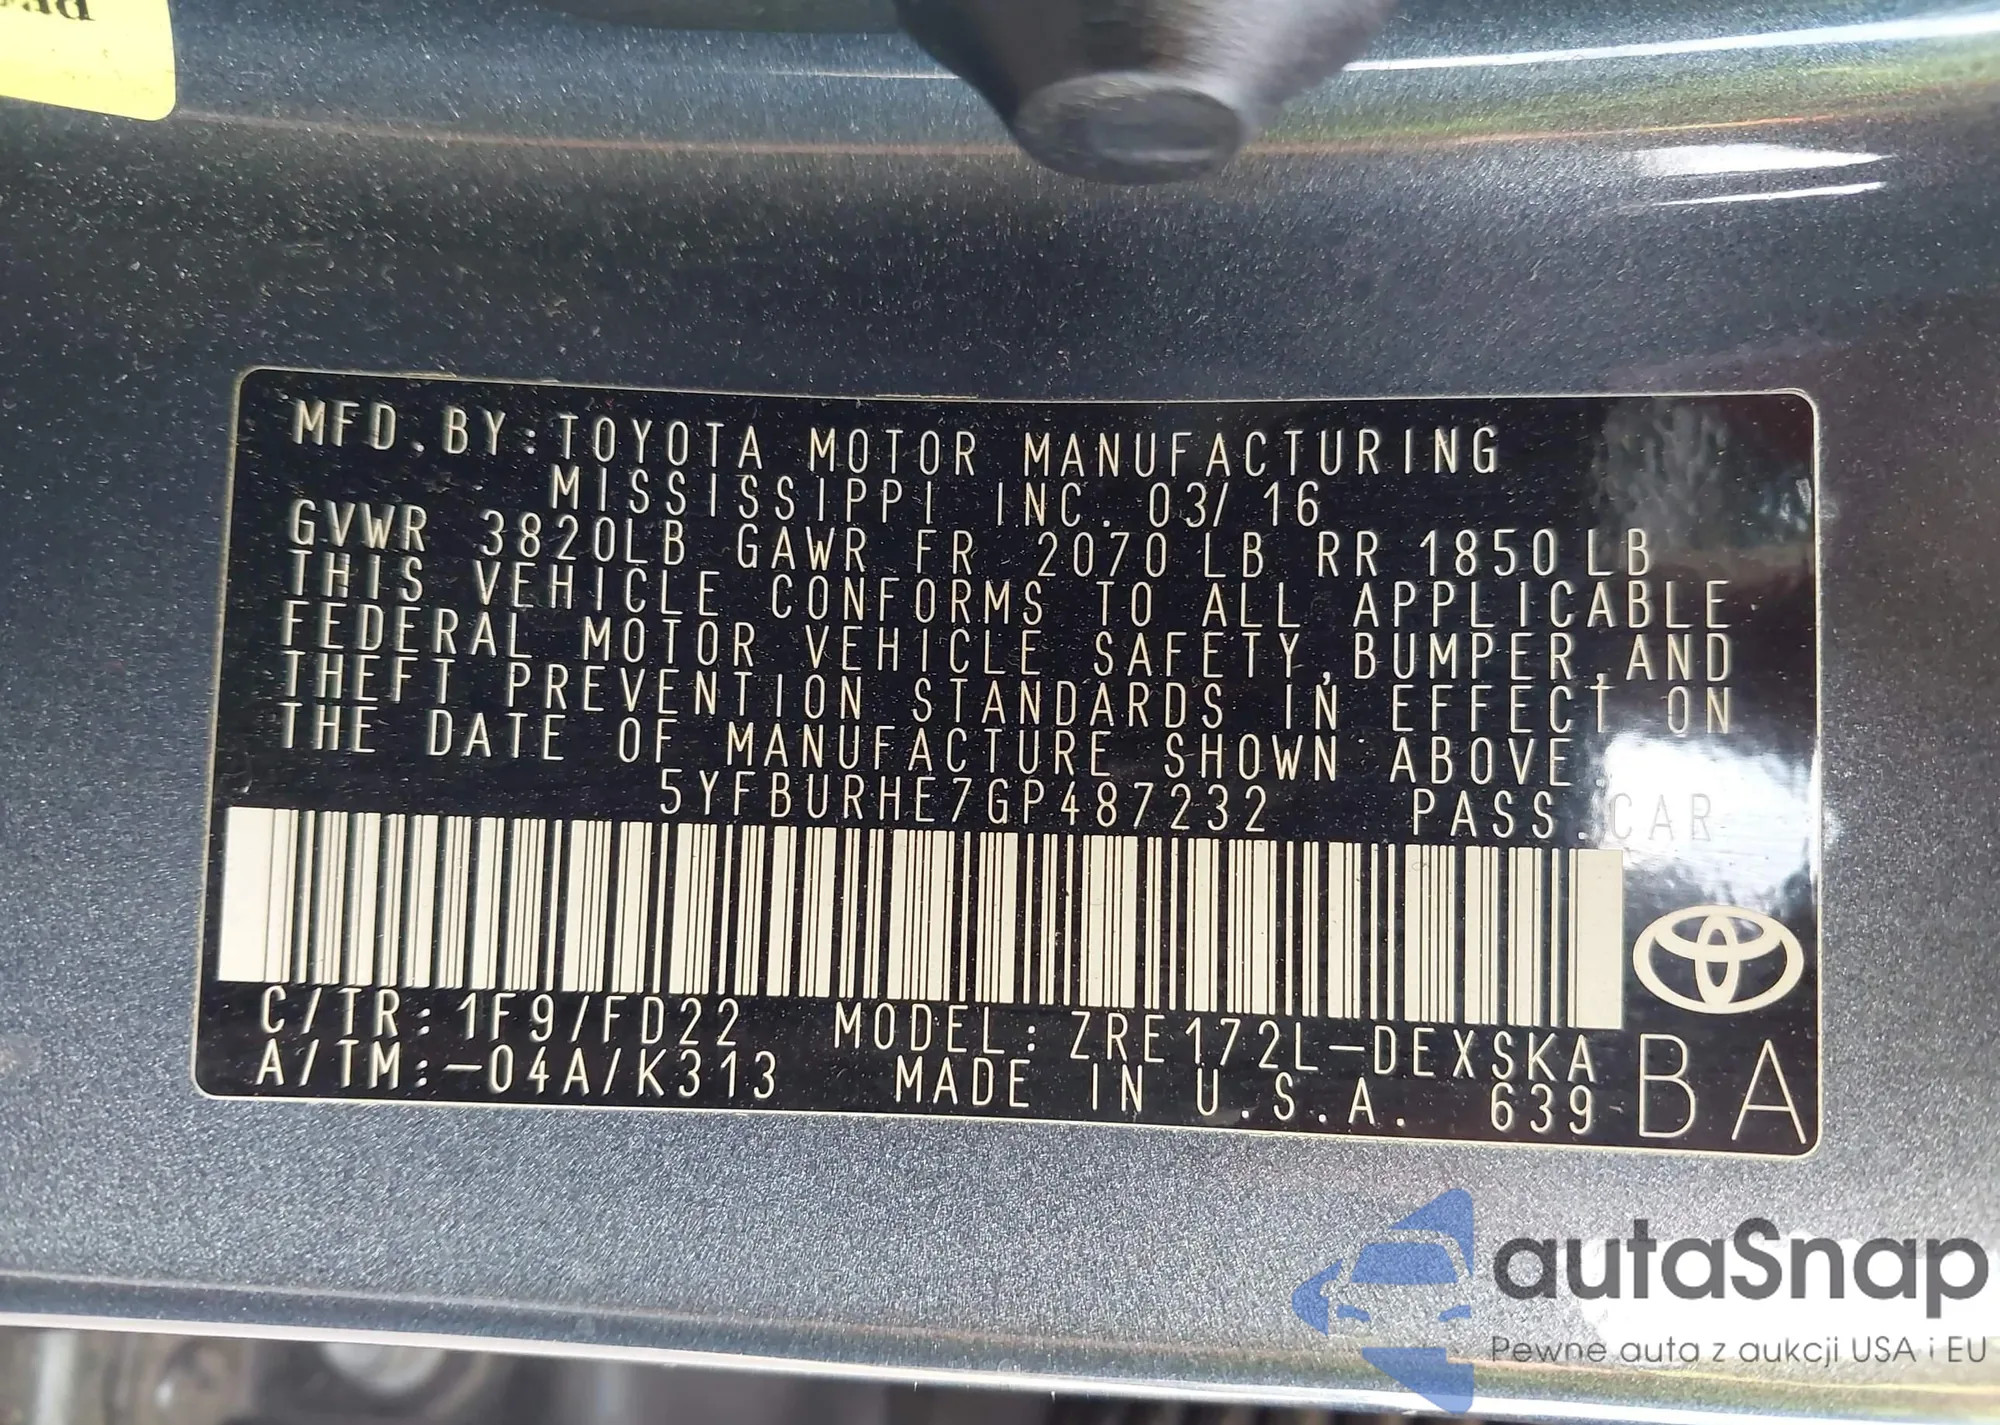 MFD.BY:TOYOTA MOTOR MANUFACTURING
MISSISSIPPI INC. 03/16
GVWR 3820LB GAWR FR 2070LB RR 1850LB
THIS VEHICLE CONFORMS TO ALL APPLICABLE
FEDERAL MOTOR VEHICLE SAFETY,BUMPER,AND
THEFT PREVENTION STANDARDS IN EFFECT ON
THE DATE OF MANUFACTURE SHOWN ABOVE.
5YFBURHE7GP487232 PASS.CAR
C/TR:1F9/FD22 MODEL:ZRE172L-DEXSKA
A/TM:-04A/K313 MADE IN U.S.A. 639
BA
autaSnap
Pewne auta z aukcji USA i EU